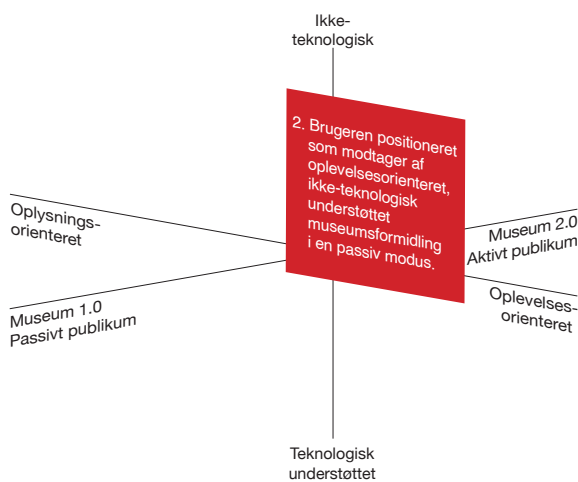 Ikke-
teknologisk
2. Brugeren positioneret
som modtager af
oplevelsesorienteret,
ikke-teknologisk
understøttet
museumsformidling
i en passiv modus.
Oplysnings-
orienteret
Museum 2.0
Aktivt publikum
Museum 1.0
Passivt publikum
Oplevelses-
orienteret
Teknologisk
understøttet